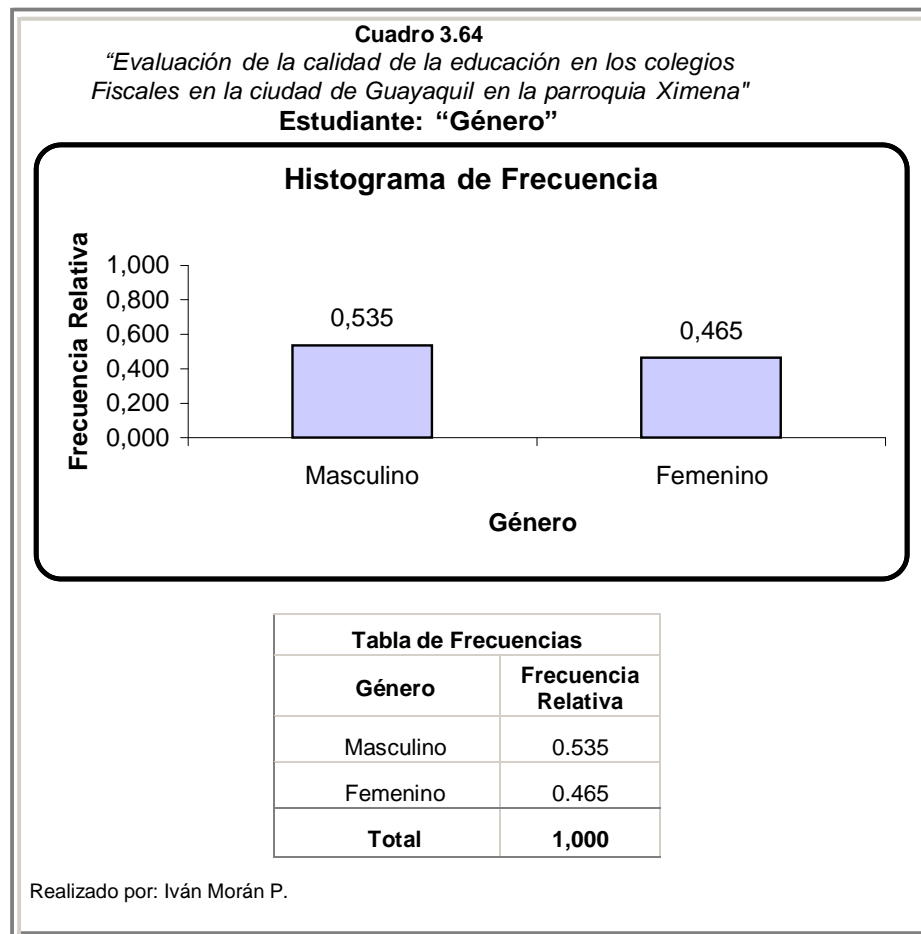 Cuadro 3.64
“Evaluación de la calidad de la educación en los colegios
Fiscales en la ciudad de Guayaquil en la parroquia Ximena"
Estudiante: “Género”
Histograma de Frecuencia
Frecuencia Relativa
1,000
0,800
0,600
0,400
0,200
0,000
0,535
0,465
Masculino Femenino
Género
Tabla de Frecuencias
Género Frecuencia
Relativa
Masculino 0.535
Femenino 0.465
Total 1,000
Realizado por: Iván Morán P.